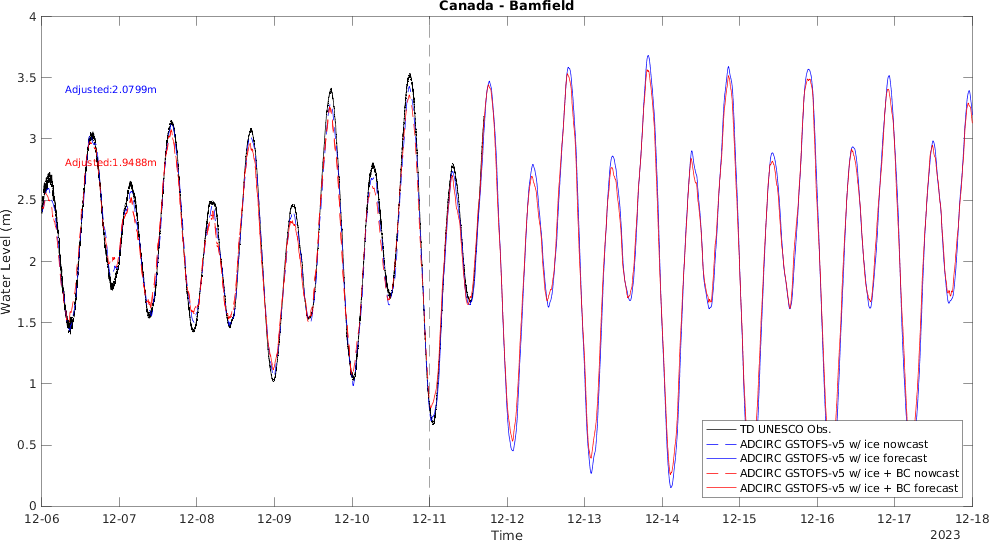 Canada - Bamfield
4
3.5
3
2.5
2
1.5
1
0.5
0
Water Level (m)
Adjusted:2.0799m
Adjusted:1.9488m
TD UNESCO Obs.
ADCIRC GSTOFS-v5 w/ ice nowcast
ADCIRC GSTOFS-v5 w/ ice forecast
ADCIRC GSTOFS-v5 w/ ice + BC nowcast
ADCIRC GSTOFS-v5 w/ ice + BC forecast
12-06 12-07 12-08 12-09 12-10 12-11 12-12 12-13 12-14 12-15 12-16 12-17 12-18
Time
2023